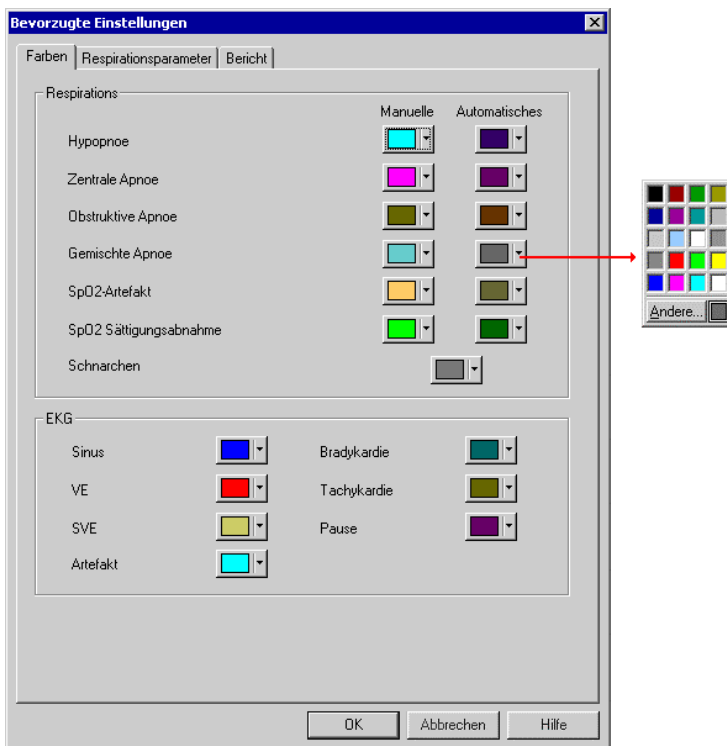 Bevorzugte Einstellungen
Farben Respirationsparameter Bericht
Respirations
Manuelle Automatisches
Hypopnoe
Zentrale Apnoe
Obstruktive Apnoe
Gemischte Apnoe
SpO2-Artefakt
SpO2 Sättigungsabnahme
Schnarchen
Andere...
EKG
Sinus Bradykardie
VE Tachykardie
SVE Pause
Artefakt
OK Abbrechen Hilfe